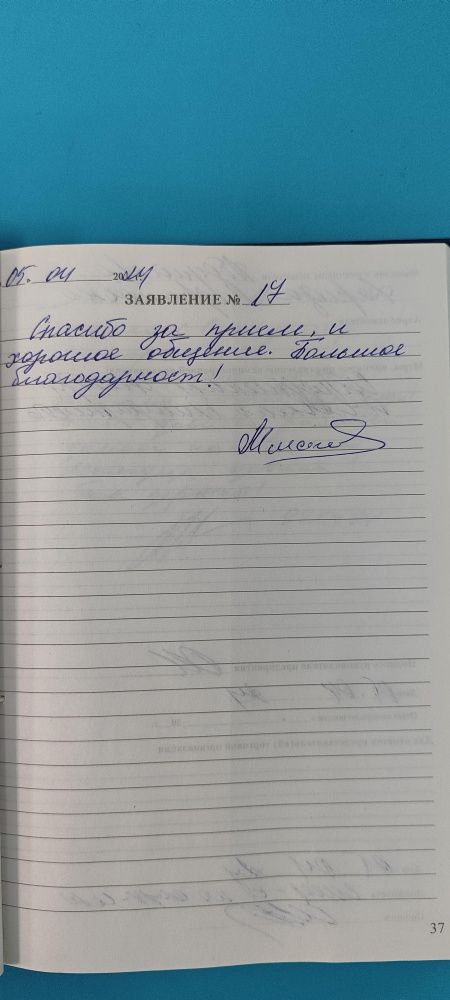 05. 04 2024
ЗАЯВЛЕНИЕ № 17
Спасибо за прием, и
хорошое общение. Большое
благодарност!
37